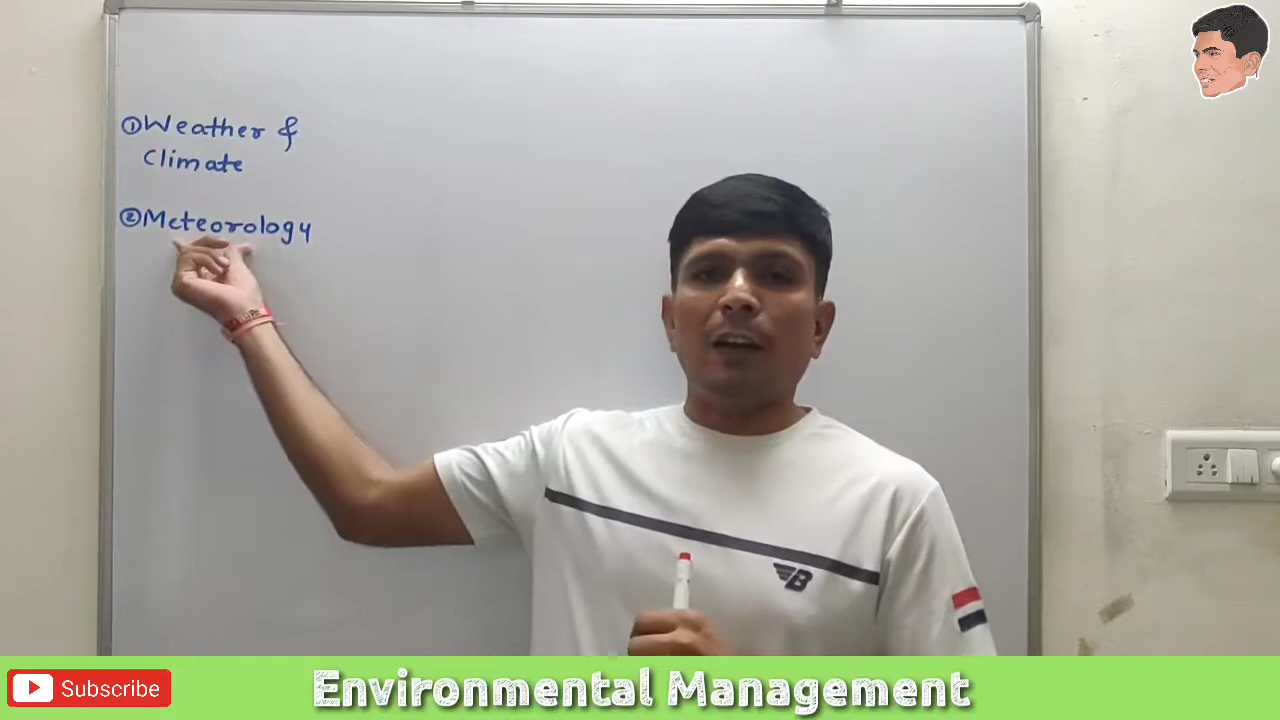 ①Weather &
Climate
②Meteorology
B
Subscribe
Environmental Management